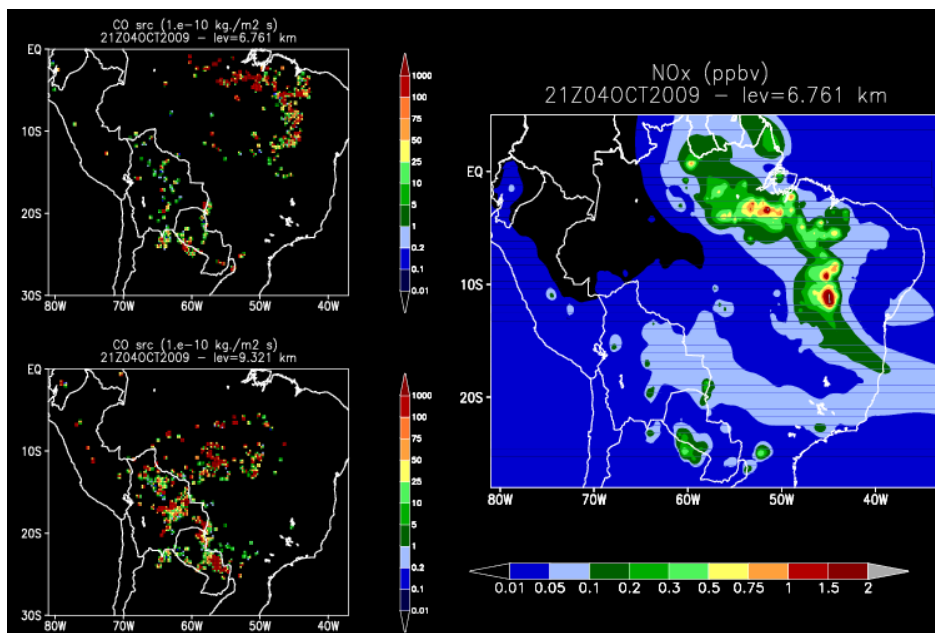 CO src (1.e-10 kg./m2 s)
21Z04OCT2009 - lev=6.761 km
EQ
10S
20S
30S
80W
70W
60W
50W
40W
1000
100
75
50
25
10
5
1
0.2
0.1
0.01
CO src (1.e-10 kg./m2 s)
21Z04OCT2009 - lev=9.321 km
EQ
10S
20S
30S
80W
70W
60W
50W
40W
1000
100
75
50
25
10
5
1
0.2
0.1
0.01
NOx (ppbv)
21Z04OCT2009 - lev=6.761 km
EQ
10S
20S
80W
70W
60W
50W
40W
0.01 0.05 0.1 0.2 0.3 0.5 0.75 1 1.5 2